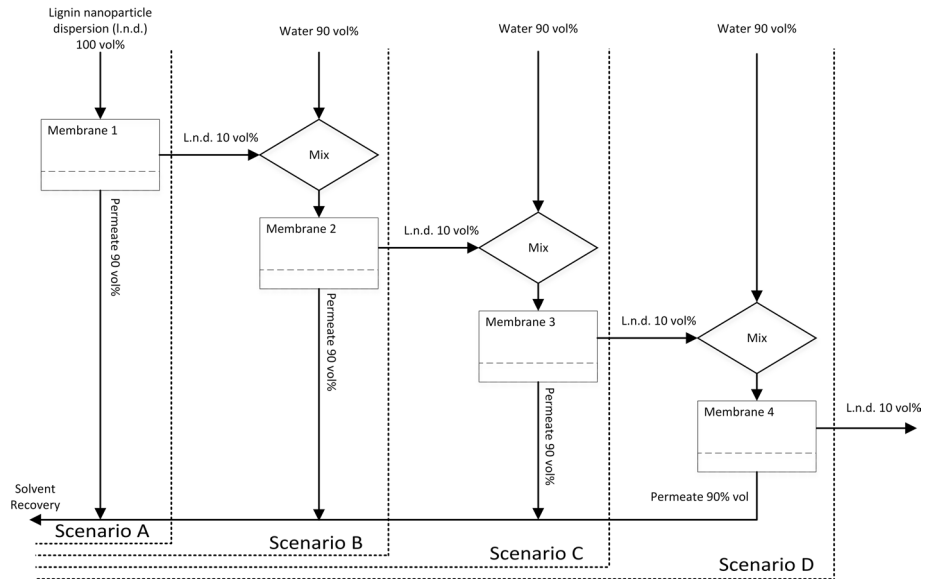 Lignin nanoparticle
dispersion (l.n.d.)
100 vol%
Water 90 vol%
Water 90 vol%
Water 90 vol%
Membrane 1
L.n.d. 10 vol%
Mix
Permeate 90 vol%
Membrane 2
L.n.d. 10 vol%
Mix
Permeate 90 vol%
Membrane 3
L.n.d. 10 vol%
Mix
Permeate 90 vol%
Membrane 4
L.n.d. 10 vol%
Permeate 90% vol
Solvent
Recovery
Scenario A
Scenario B
Scenario C
Scenario D